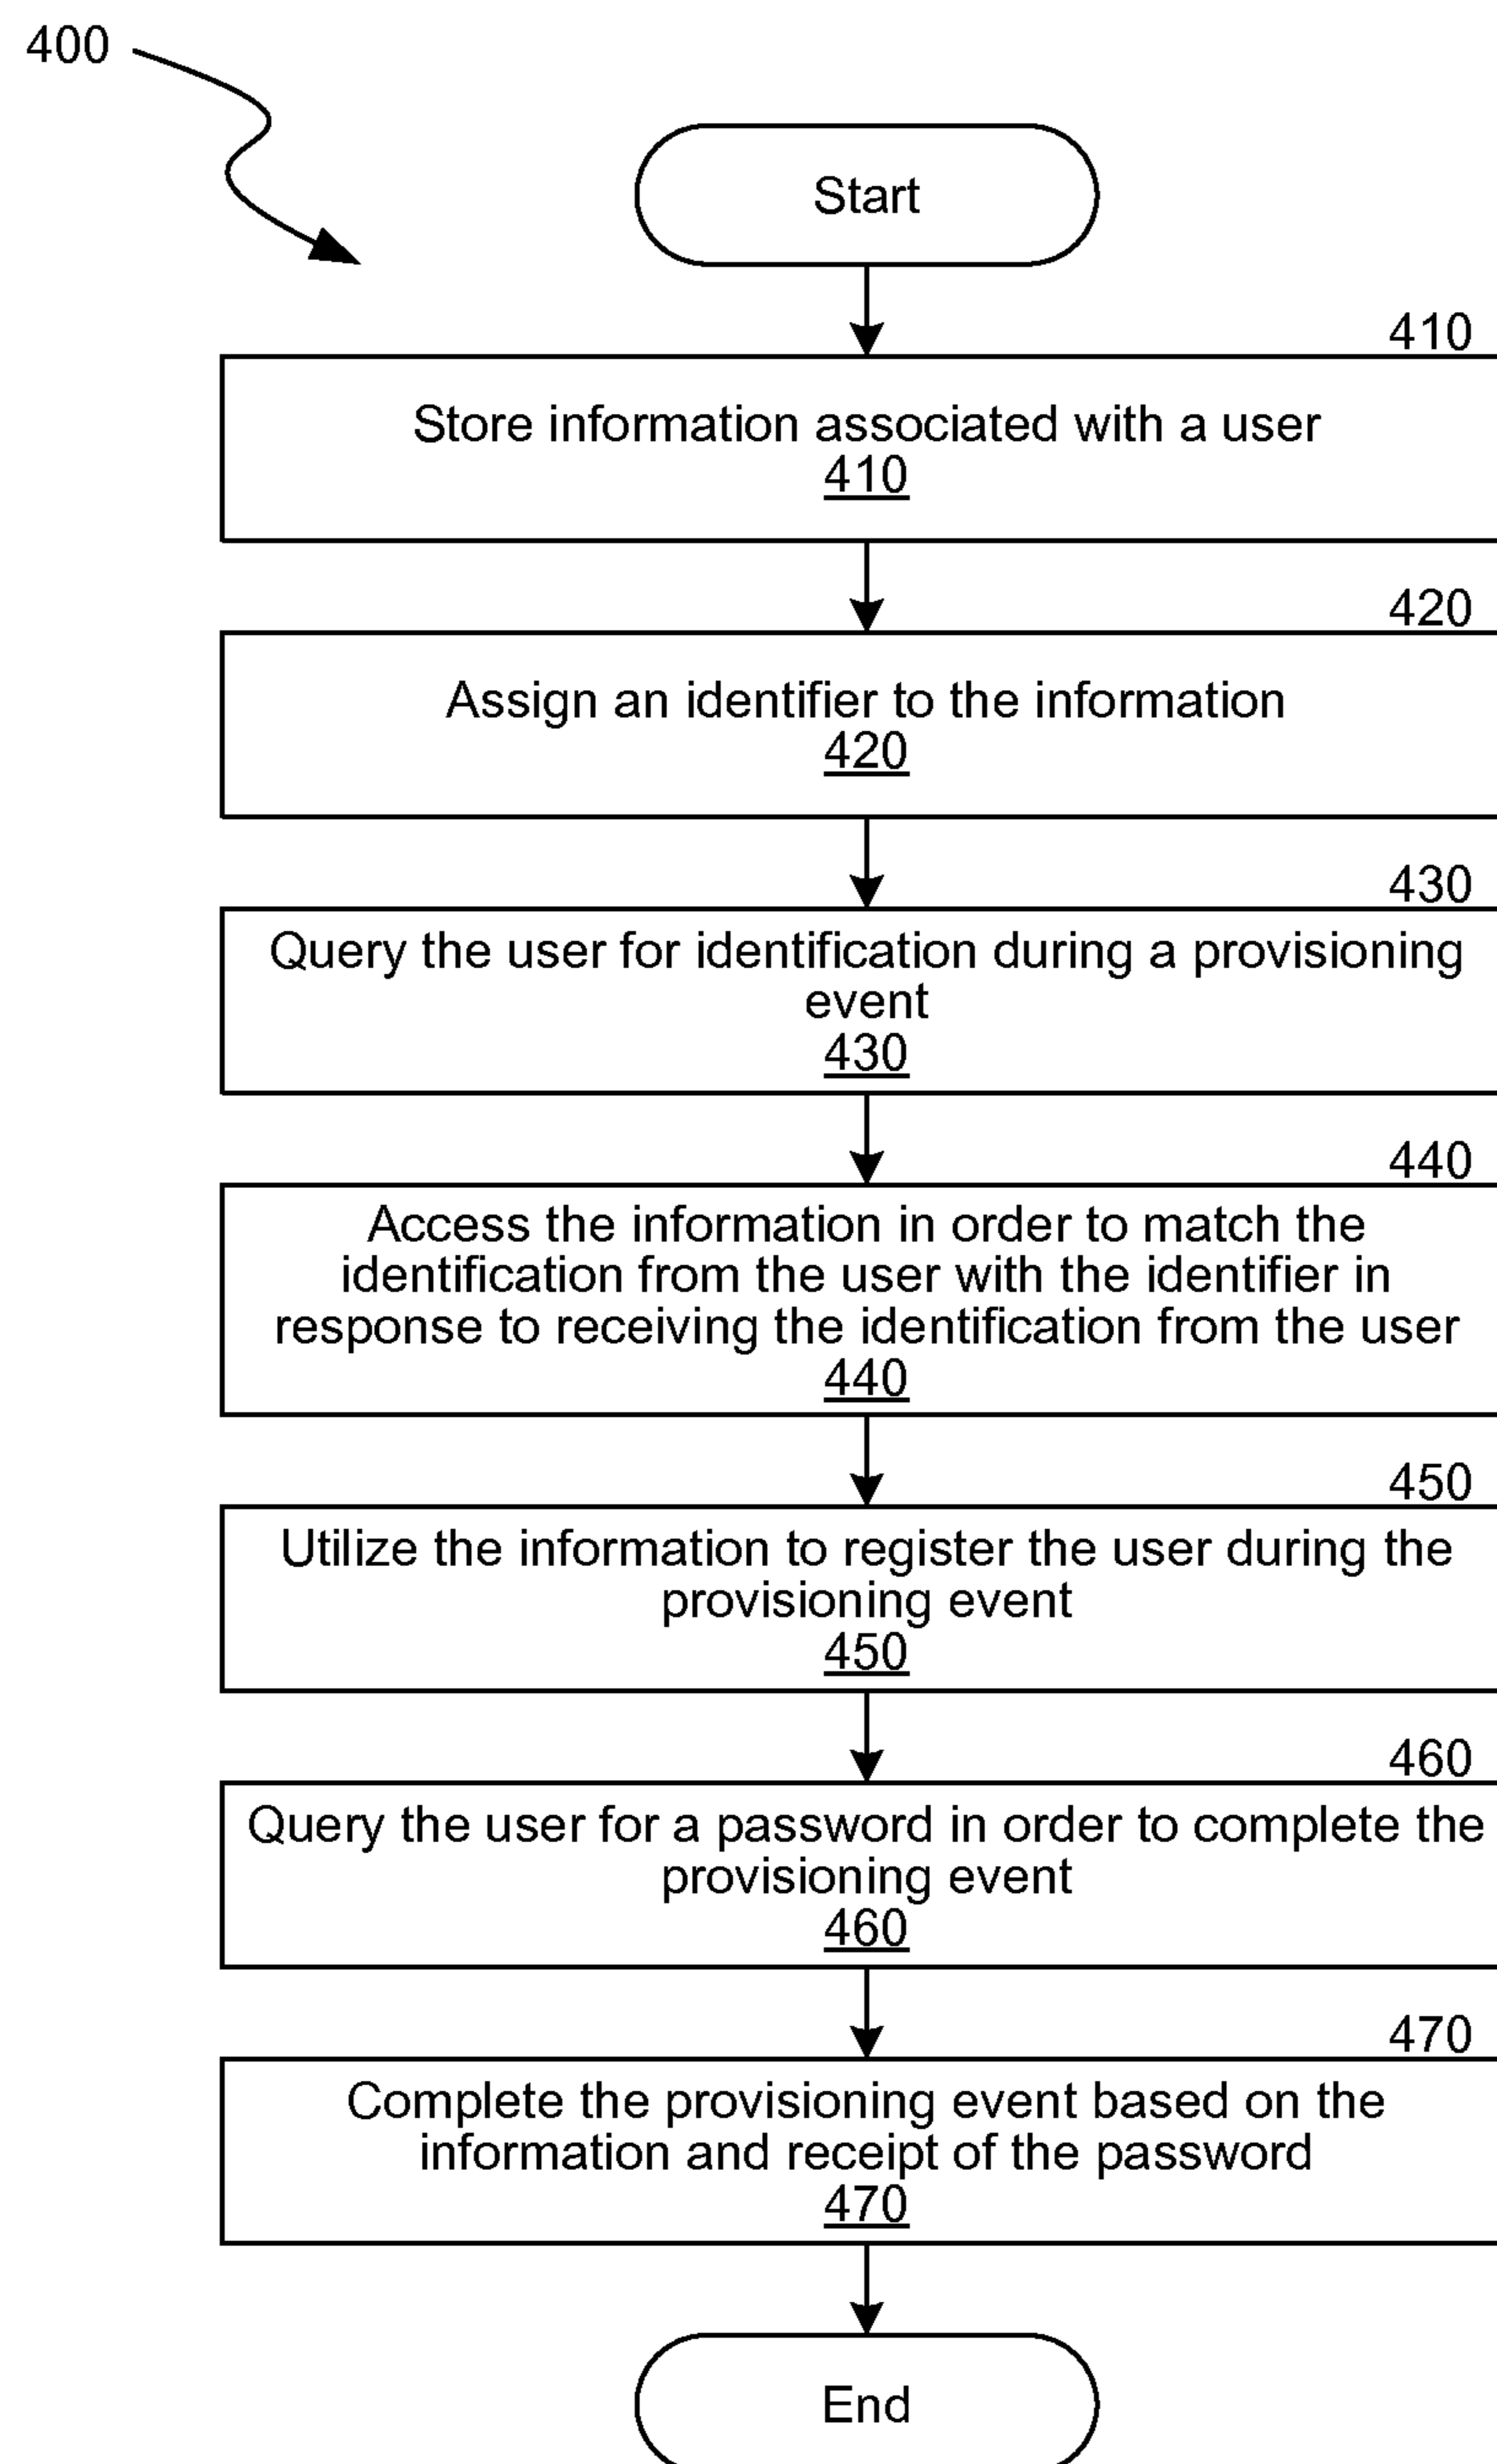 400
Start
410
Store information associated with a user
410
420
Assign an identifier to the information
420
430
Query the user for identification during a provisioning
event
430
440
Access the information in order to match the
identification from the user with the identifier in
response to receiving the identification from the user
440
450
Utilize the information to register the user during the
provisioning event
450
460
Query the user for a password in order to complete the
provisioning event
460
470
Complete the provisioning event based on the
information and receipt of the password
470
End